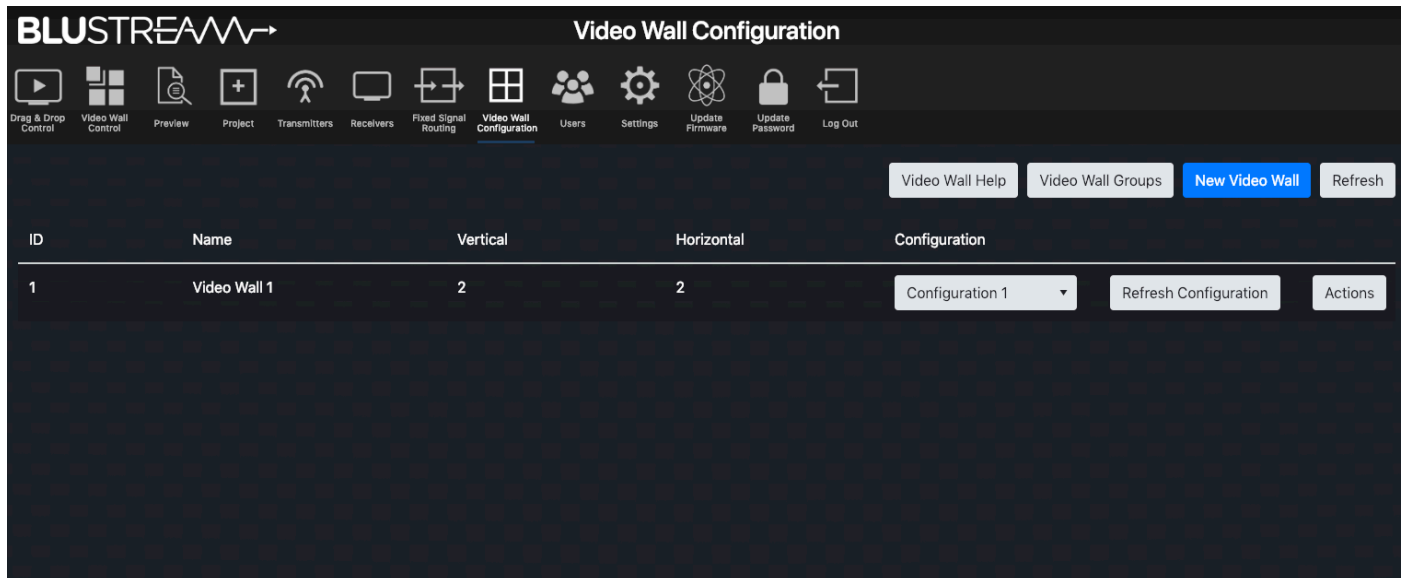 BLUSTREAM
Video Wall Configuration
Drag & Drop Control
Video Wall Control
Preview
Project
Transmitters
Receivers
Fixed Signal Routing
Video Wall Configuration
Users
Settings
Update Firmware
Update Password
Log Out
Video Wall Help
Video Wall Groups
New Video Wall
Refresh
ID Name Vertical Horizontal Configuration
1 Video Wall 1 2 2 Configuration 1 Refresh Configuration Actions